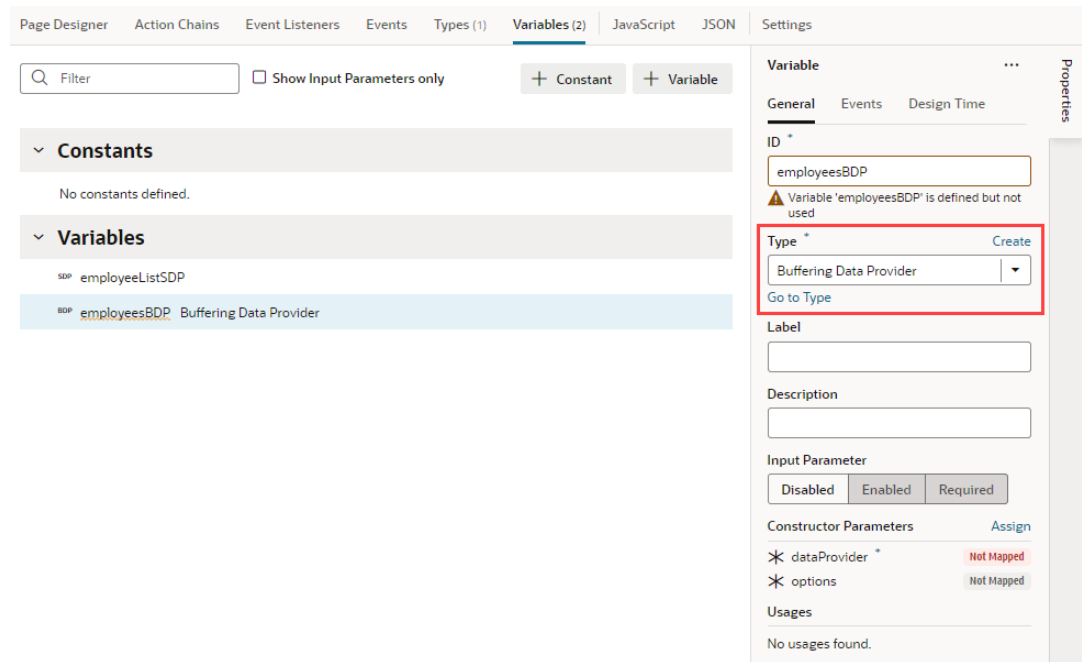 Page Designer Action Chains Event Listeners Events Types (1) Variables (2) JavaScript JSON Settings
Filter
Show Input Parameters only
+ Constant
+ Variable
Constants
No constants defined.
Variables
SDP employeeListSDP
BDP employeesBDP Buffering Data Provider
Variable
...
General Events Design Time
ID *
employeesBDP
Variable 'employeesBDP' is defined but not
used
Type * Create
Buffering Data Provider
Go to Type
Label
Description
Input Parameter
Disabled Enabled Required
Constructor Parameters Assign
dataProvider * Not Mapped
options Not Mapped
Usages
No usages found.
Properties